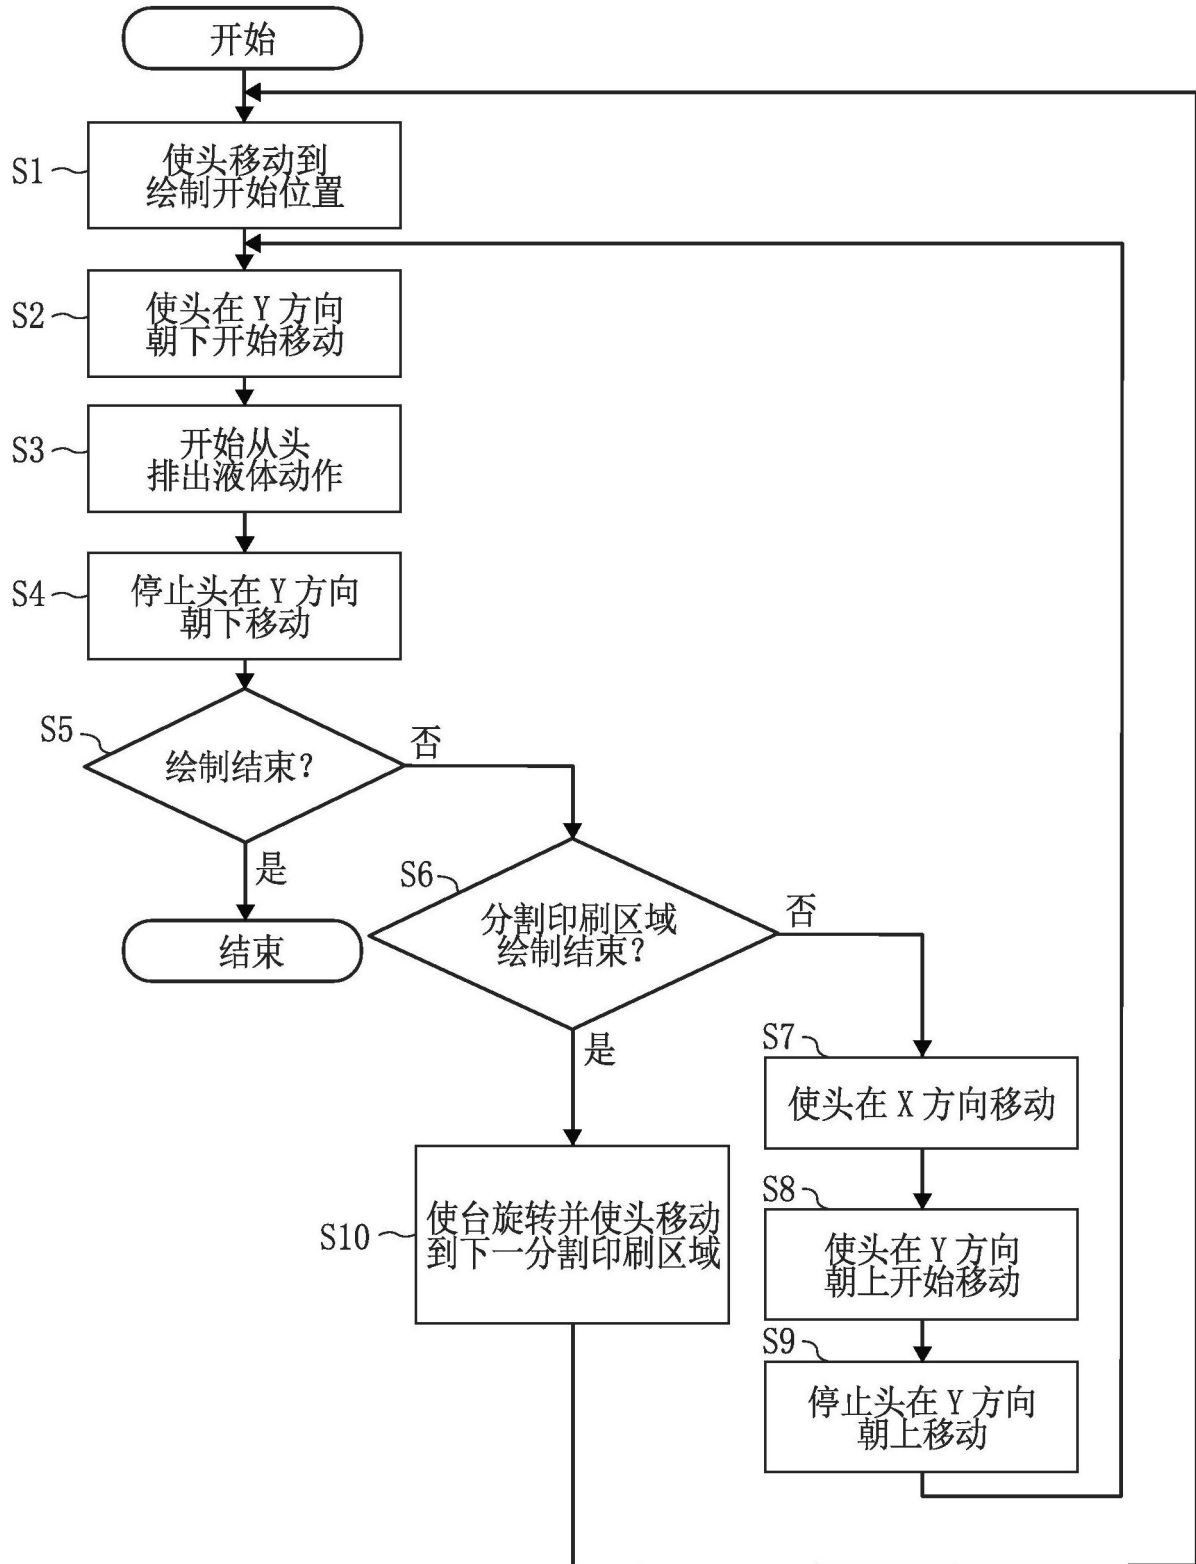 开始
S1
使头移动到
绘制开始位置
S2
使头在 Y 方向
朝下开始移动
S3
开始从头
排出液体动作
S4
停止头在 Y 方向
朝下移动
S5
绘制结束?
否
是
结束
S6
分割印刷区域
绘制结束?
否
是
S7
使头在 X 方向移动
S8
使头在 Y 方向
朝上开始移动
S9
停止头在 Y 方向
朝上移动
S10
使台旋转并使头移动
到下一分割印刷区域